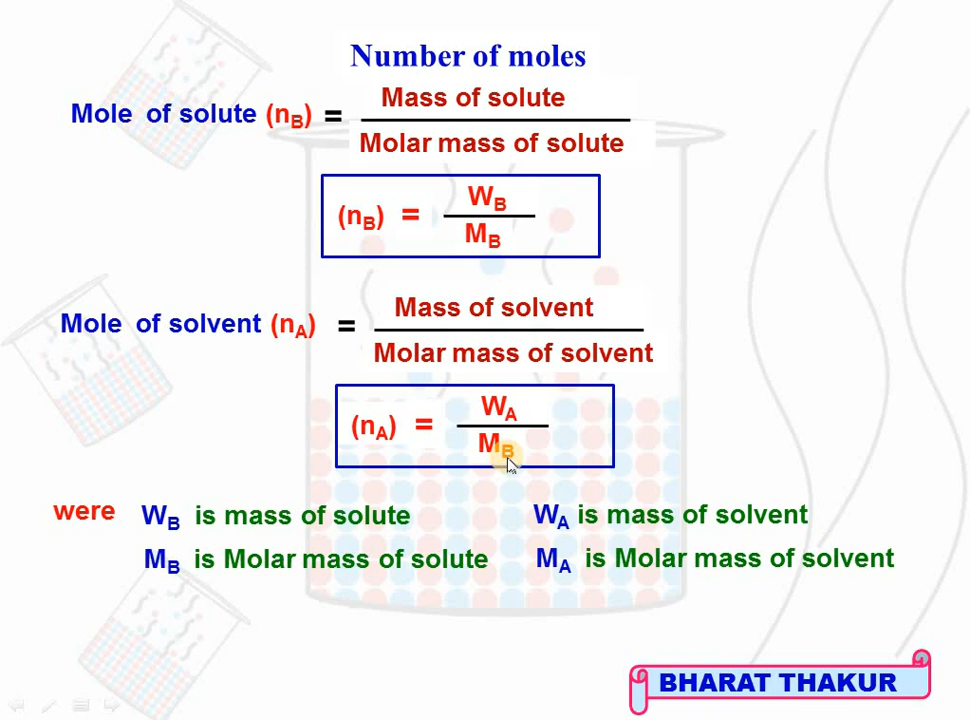 Number of moles
Mole of solute (nB) = Mass of solute
Molar mass of solute
(nB) = WB
MB
Mole of solvent (nA) = Mass of solvent
Molar mass of solvent
(nA) = WA
MB
were WB is mass of solute WA is mass of solvent
MB is Molar mass of solute MA is Molar mass of solvent
BHARAT THAKUR